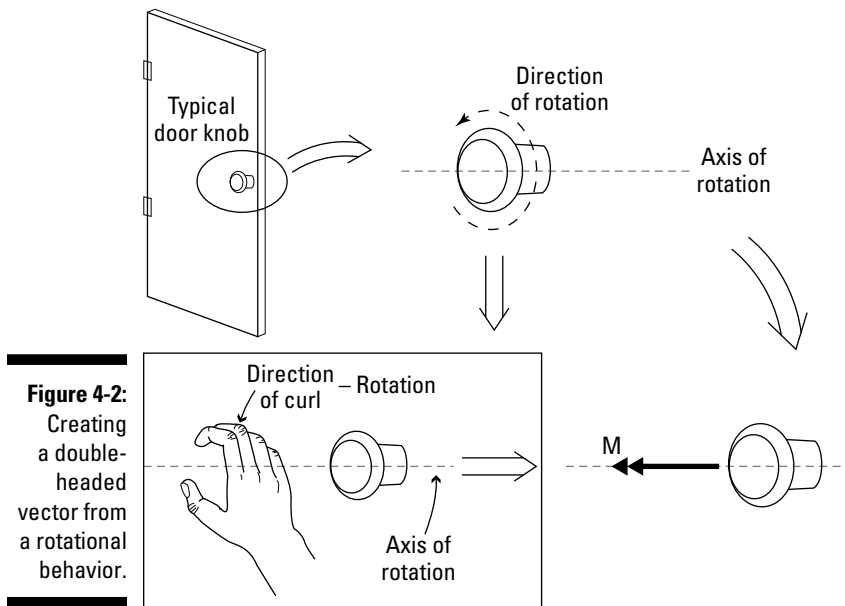 Typical
door knob
Direction
of rotation
Axis of
rotation
Direction
of curl
– Rotation
Axis of
rotation
M
Figure 4-2:
Creating
a double-
headed
vector from
a rotational
behavior.